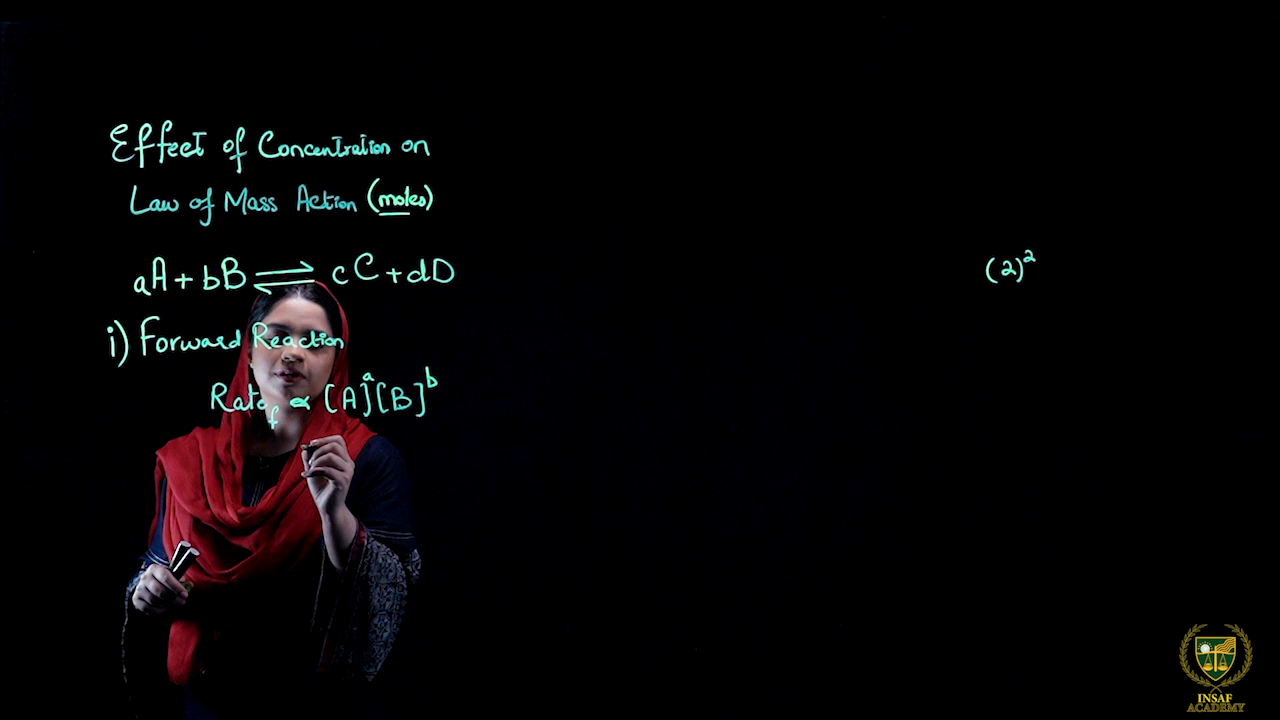 Effect of Concentration on
Law of Mass Action (moles)
aA + bB ⇌ cC + dD
(2)²
i) Forward Reaction
Rate_f ∝ [A]ᵃ [B]ᵇ
INSAF
ACADEMY